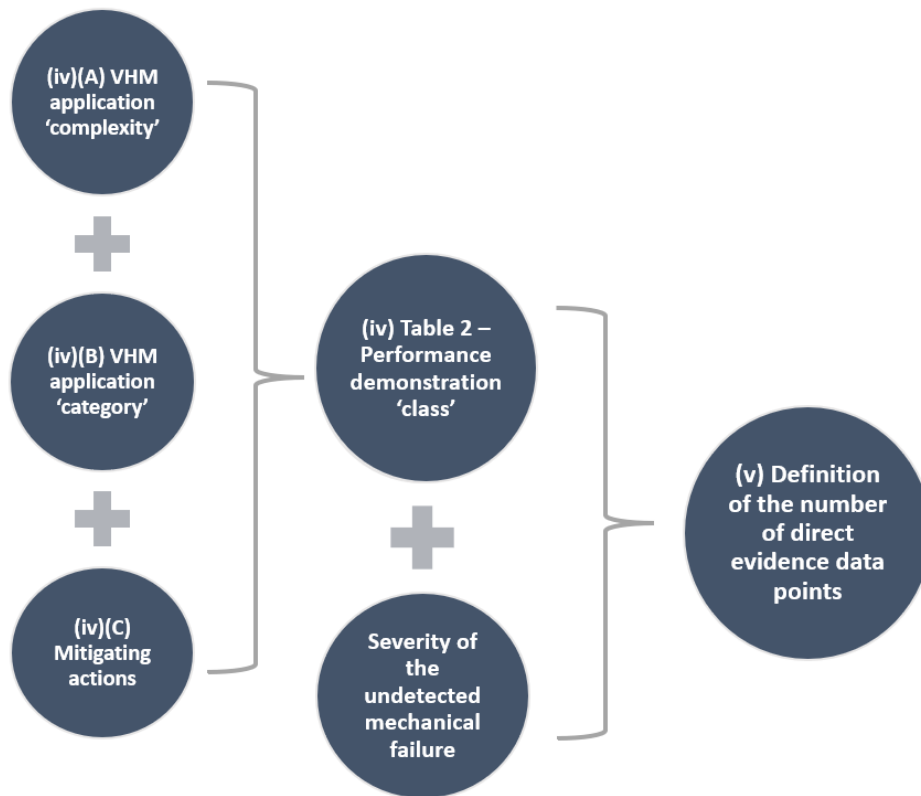 (iv)(A) VHM
application
‘complexity’
(iv)(B) VHM
application
‘category’
(iv)(C)
Mitigating
actions
(iv) Table 2 –
Performance
demonstration
‘class’
Severity of
the
undetected
mechanical
failure
(v) Definition
of the number
of direct
evidence data
points